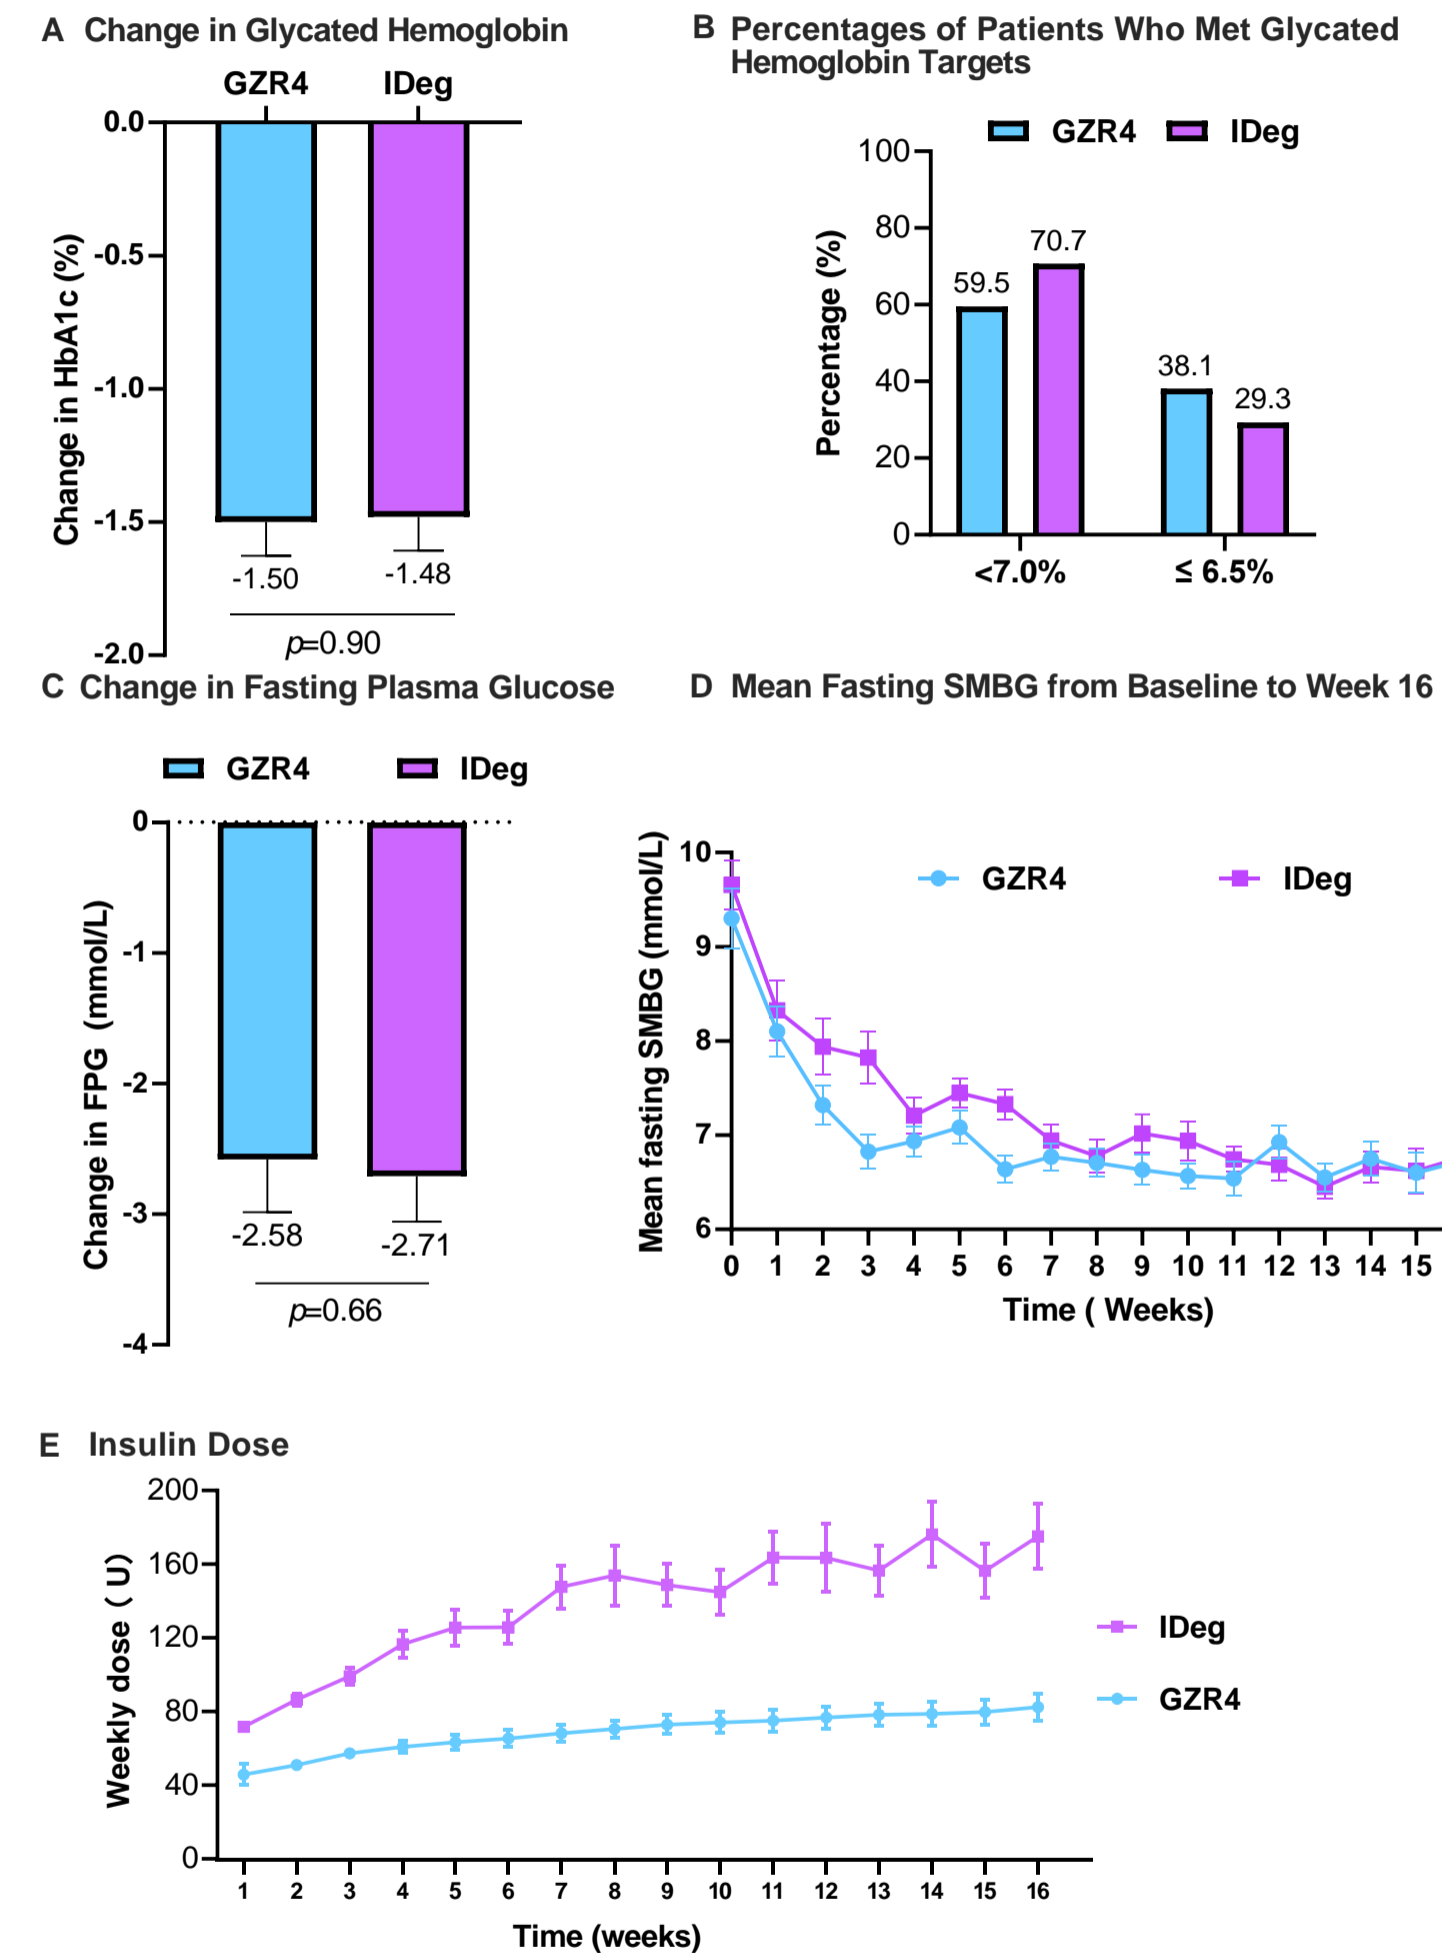 A Change in Glycated Hemoglobin
GZR4 IDeg
0.0
-0.5
-1.0
-1.5
-2.0
Change in HbA1c (%)
-1.50 -1.48
p=0.90
B Percentages of Patients Who Met Glycated
Hemoglobin Targets
GZR4 IDeg
100
80
60
40
20
0
Percentage (%)
59.5 70.7 38.1 29.3
<7.0% ≤ 6.5%
C Change in Fasting Plasma Glucose
GZR4 IDeg
0
-1
-2
-3
-4
Change in FPG (mmol/L)
-2.58 -2.71
p=0.66
D Mean Fasting SMBG from Baseline to Week 16
GZR4 IDeg
10
9
8
7
6
Mean fasting SMBG (mmol/L)
0 1 2 3 4 5 6 7 8 9 10 11 12 13 14 15
Time ( Weeks)
E Insulin Dose
200
160
120
80
40
0
Weekly dose ( U)
IDeg
GZR4
1 2 3 4 5 6 7 8 9 10 11 12 13 14 15 16
Time (weeks)